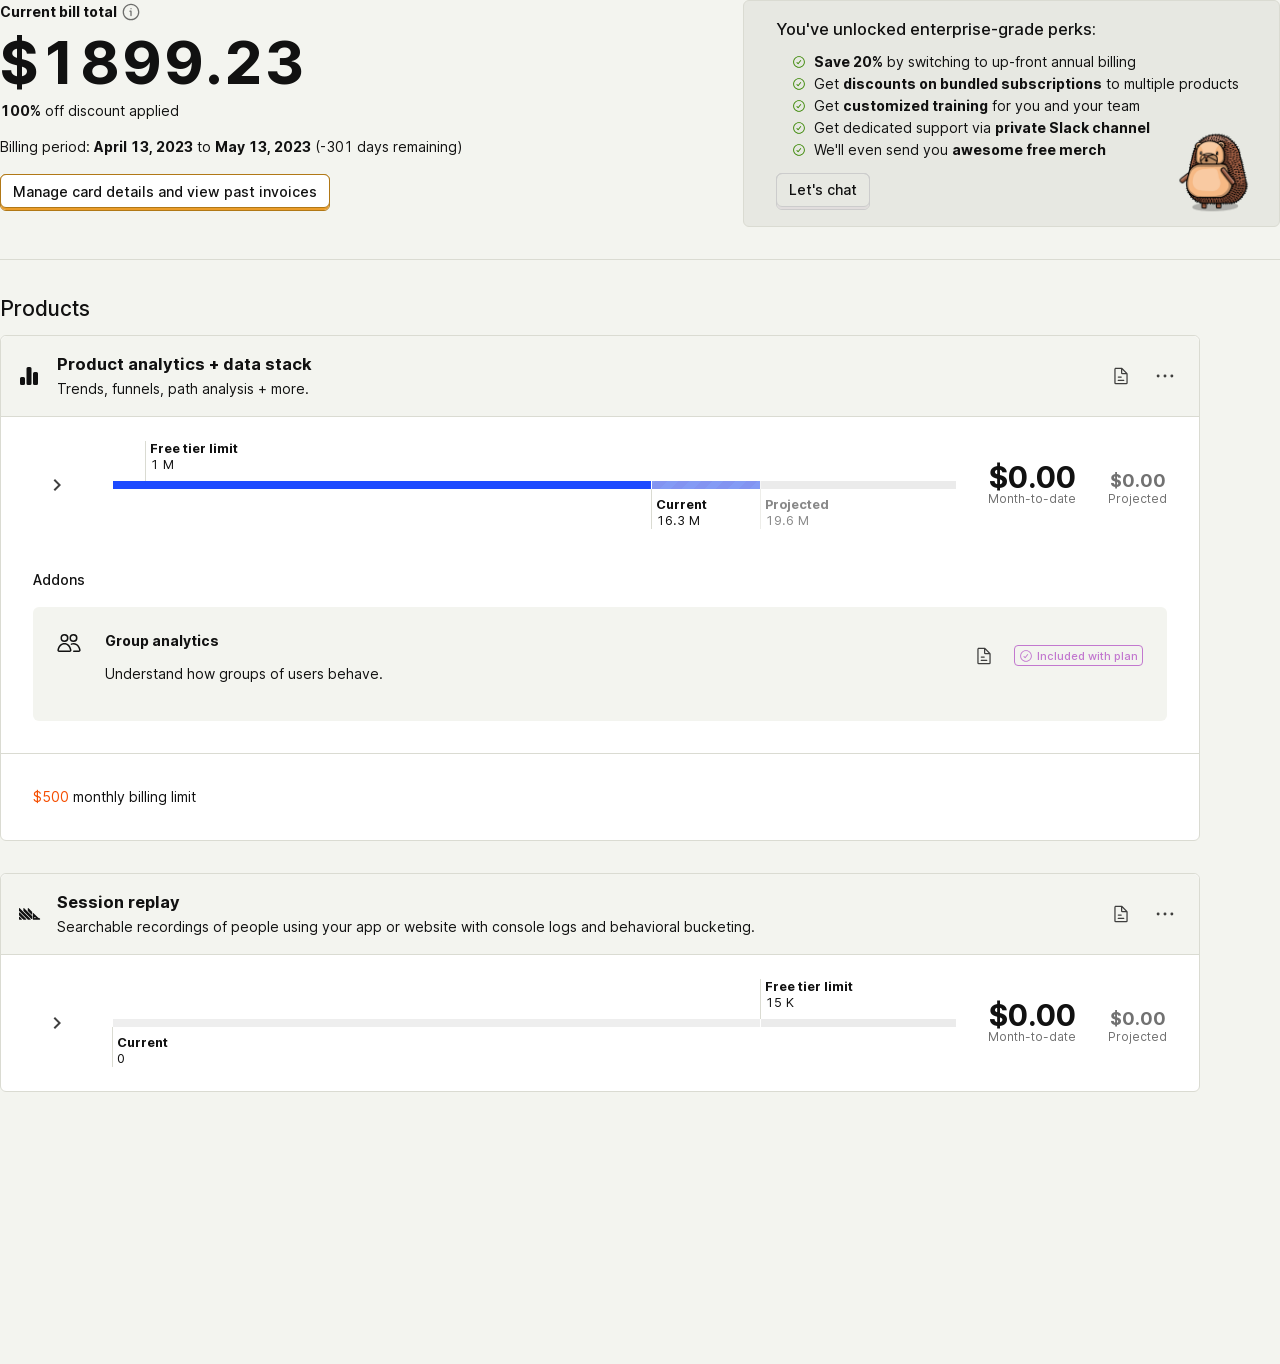 Current bill total
$1899.23
100% off discount applied
Billing period: April 13, 2023 to May 13, 2023 (-301 days remaining)
Manage card details and view past invoices
You've unlocked enterprise-grade perks:
Save 20% by switching to up-front annual billing
Get discounts on bundled subscriptions to multiple products
Get customized training for you and your team
Get dedicated support via private Slack channel
We'll even send you awesome free merch
Let's chat
Products
Product analytics + data stack
Trends, funnels, path analysis + more.
Free tier limit
1 M
Current
16.3 M
Projected
19.6 M
$0.00
Month-to-date
$0.00
Projected
Addons
Group analytics
Understand how groups of users behave.
Included with plan
$500 monthly billing limit
Session replay
Searchable recordings of people using your app or website with console logs and behavioral bucketing.
Free tier limit
15 K
Current
0
$0.00
Month-to-date
$0.00
Projected